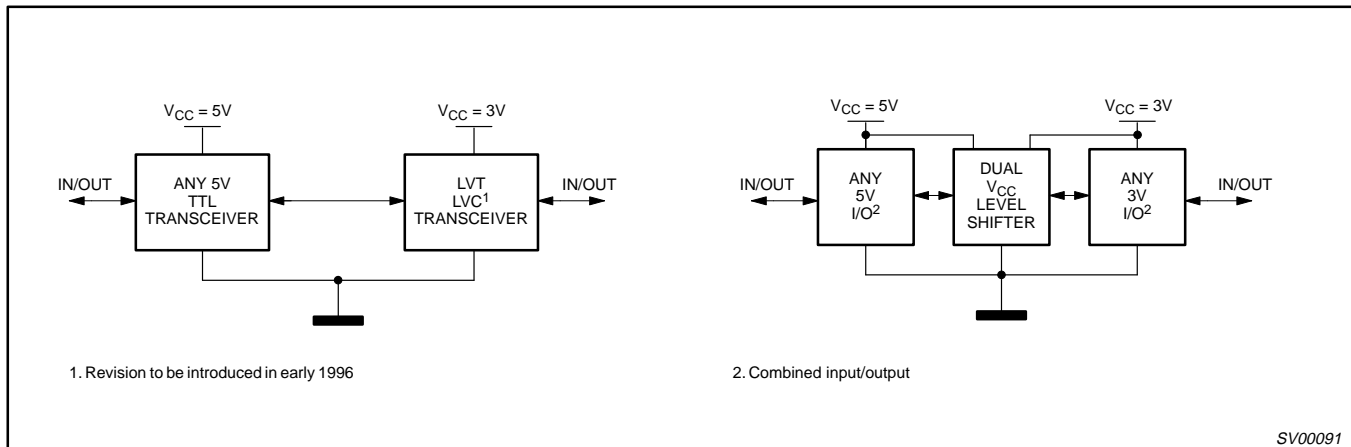 VCC = 5V
VCC = 3V
IN/OUT
ANY 5V
TTL
TRANSCEIVER
LVT
LVC1
TRANSCEIVER
IN/OUT
1. Revision to be introduced in early 1996
VCC = 5V
VCC = 3V
IN/OUT
ANY
5V
I/O2
DUAL
VCC
LEVEL
SHIFTER
ANY
3V
I/O2
IN/OUT
2. Combined input/output
SV00091